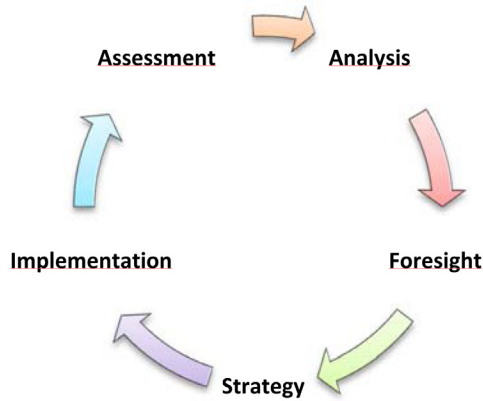 Assessment
Analysis
Foresight
Strategy
Implementation